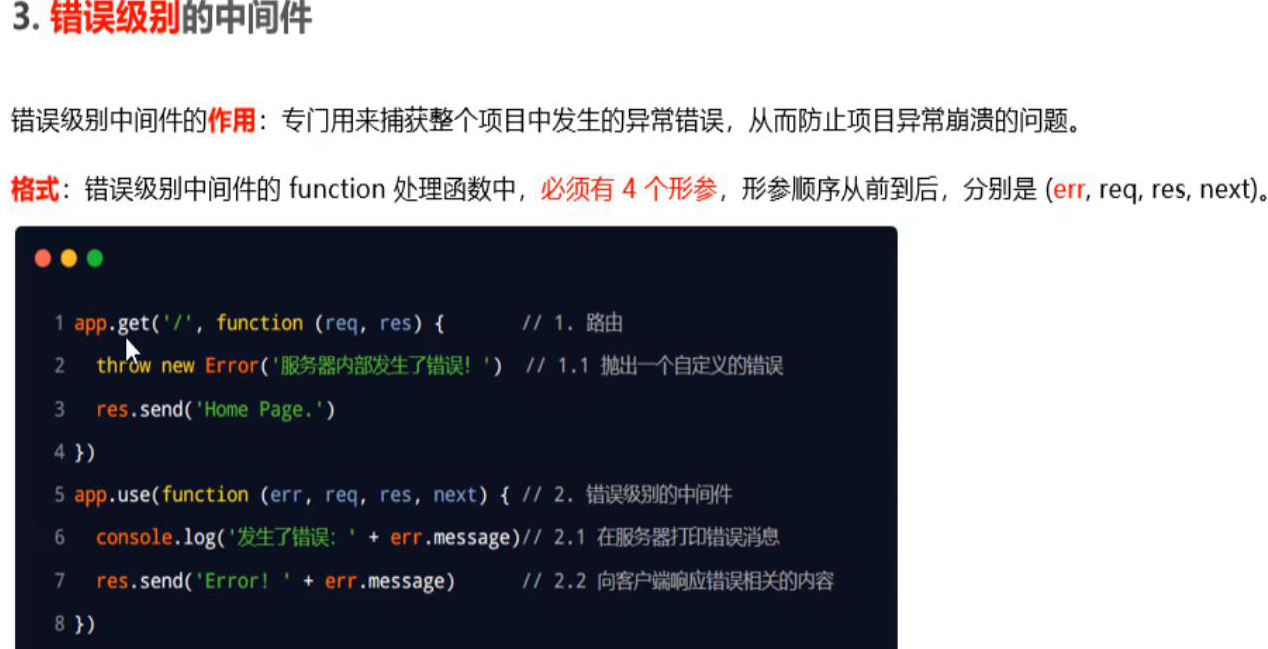 3. 错误级别的中间件
错误级别中间件的作用：专门用来捕获整个项目中发生的异常错误，从而防止项目异常崩溃的问题。
格式：错误级别中间件的 function 处理函数中，必须有 4 个形参，形参顺序从前到后，分别是 (err, req, res, next)。
1 app.get('/', function (req, res) { // 1. 路由
2 throw new Error('服务器内部发生了错误！') // 1.1 抛出一个自定义的错误
3 res.send('Home Page.')
4 })
5 app.use(function (err, req, res, next) { // 2. 错误级别的中间件
6 console.log('发生了错误：' + err.message)// 2.1 在服务器打印错误消息
7 res.send('Error！' + err.message) // 2.2 向客户端响应错误相关的内容
8 })